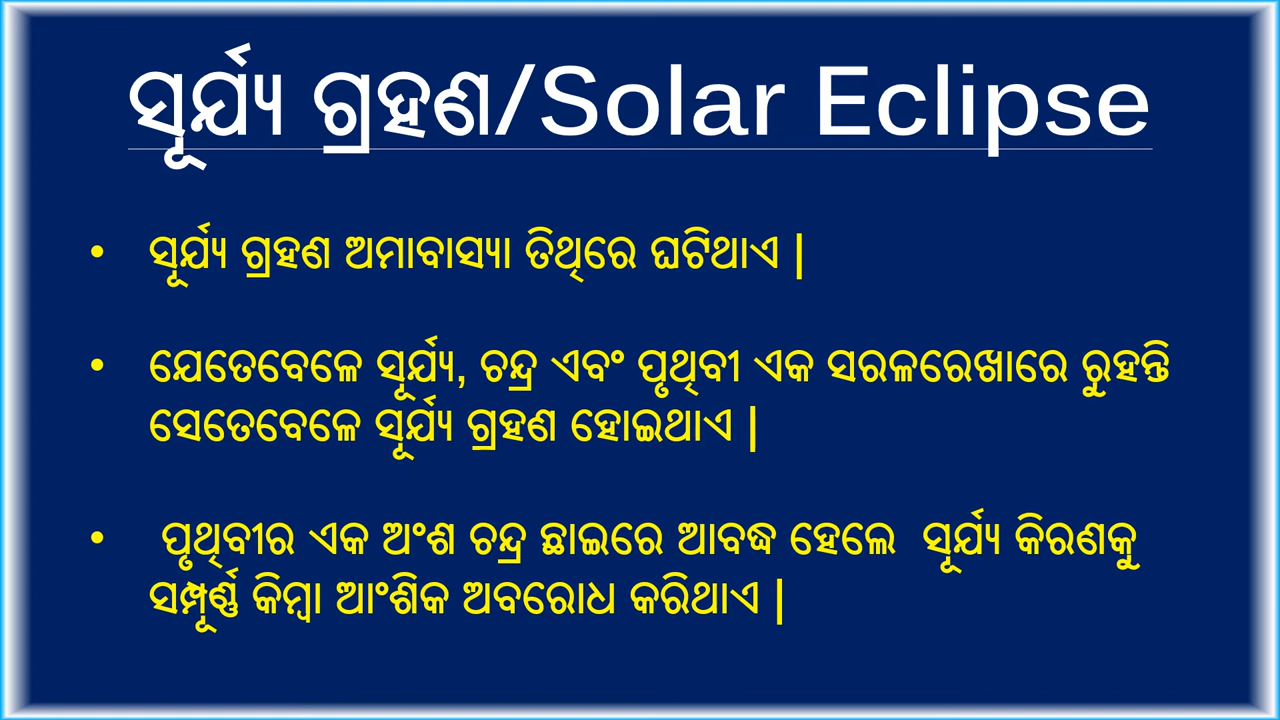 ସୂର୍ଯ୍ୟ ଗ୍ରହଣ/Solar Eclipse
• ସୂର୍ଯ୍ୟ ଗ୍ରହଣ ଅମାବାସ୍ୟା ତିଥିରେ ଘଟିଥାଏ |
• ଯେତେବେଳେ ସୂର୍ଯ୍ୟ, ଚନ୍ଦ୍ର ଏବଂ ପୃଥିବୀ ଏକ ସରଳରେଖାରେ ରୁହନ୍ତି
ସେତେବେଳେ ସୂର୍ଯ୍ୟ ଗ୍ରହଣ ହୋଇଥାଏ |
• ପୃଥିବୀର ଏକ ଅଂଶ ଚନ୍ଦ୍ର ଛାଇରେ ଆବଦ୍ଧ ହେଲେ ସୂର୍ଯ୍ୟ କିରଣକୁ
ସମ୍ପୂର୍ଣ୍ଣ କିମ୍ବା ଆଂଶିକ ଅବରୋଧ କରିଥାଏ |